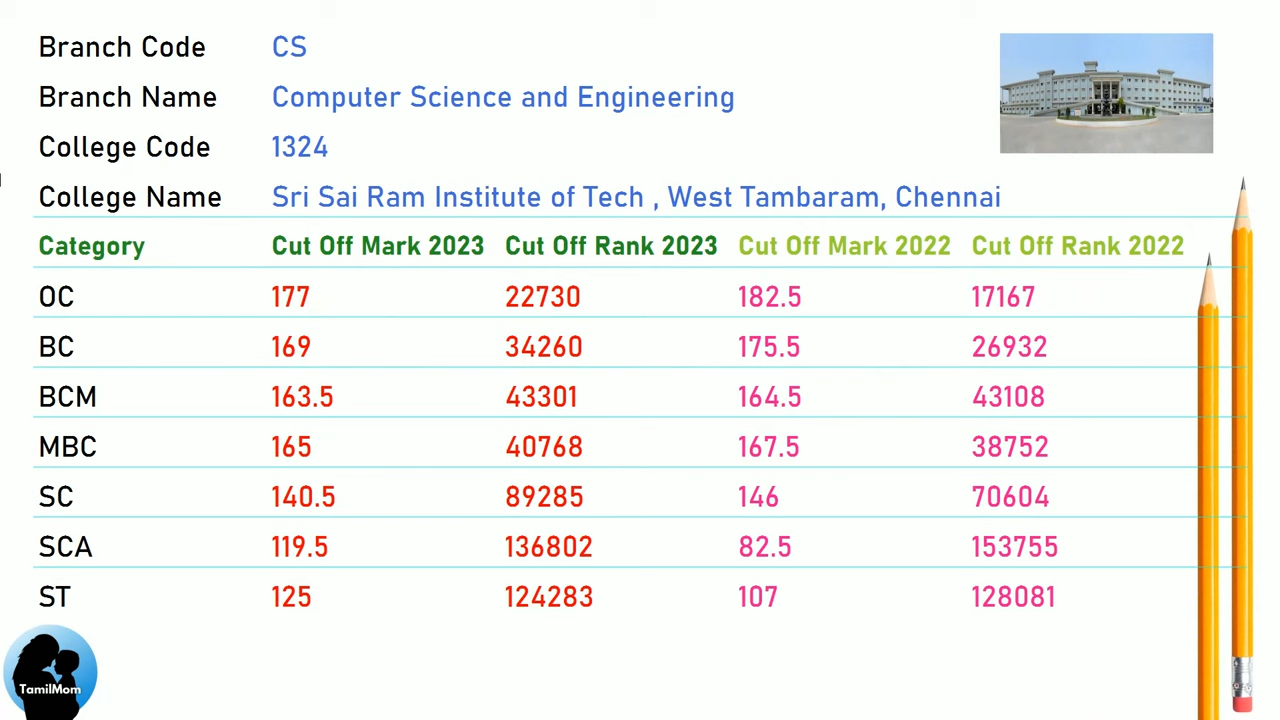 Branch Code CS
Branch Name Computer Science and Engineering
College Code 1324
College Name Sri Sai Ram Institute of Tech , West Tambaram, Chennai
Category Cut Off Mark 2023 Cut Off Rank 2023 Cut Off Mark 2022 Cut Off Rank 2022
OC 177 22730 182.5 17167
BC 169 34260 175.5 26932
BCM 163.5 43301 164.5 43108
MBC 165 40768 167.5 38752
SC 140.5 89285 146 70604
SCA 119.5 136802 82.5 153755
ST 125 124283 107 128081
TamilMom